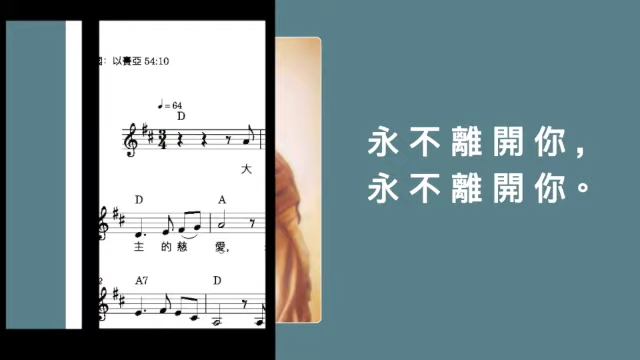 以賽亞 54:10
♩= 64
D
大
D A
主 的 慈 愛，
A7 D
永不離開你，
永不離開你。